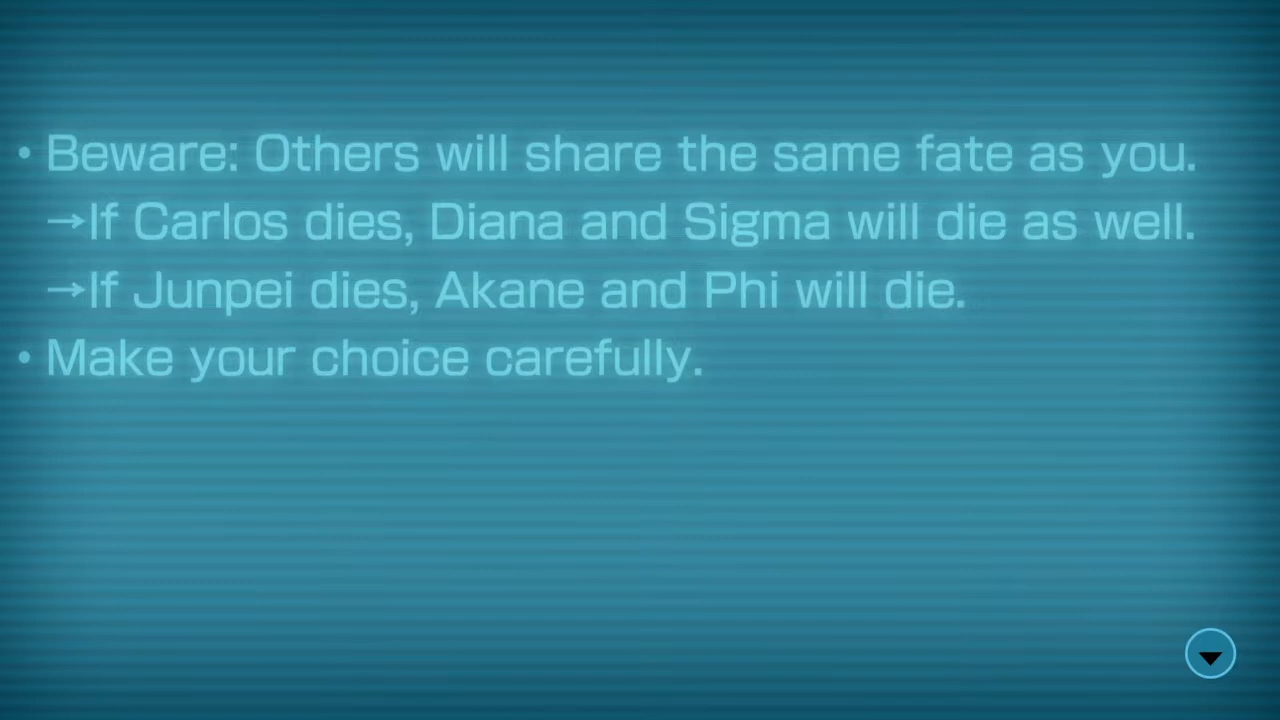 • Beware: Others will share the same fate as you.
→If Carlos dies, Diana and Sigma will die as well.
→If Junpei dies, Akane and Phi will die.
• Make your choice carefully.